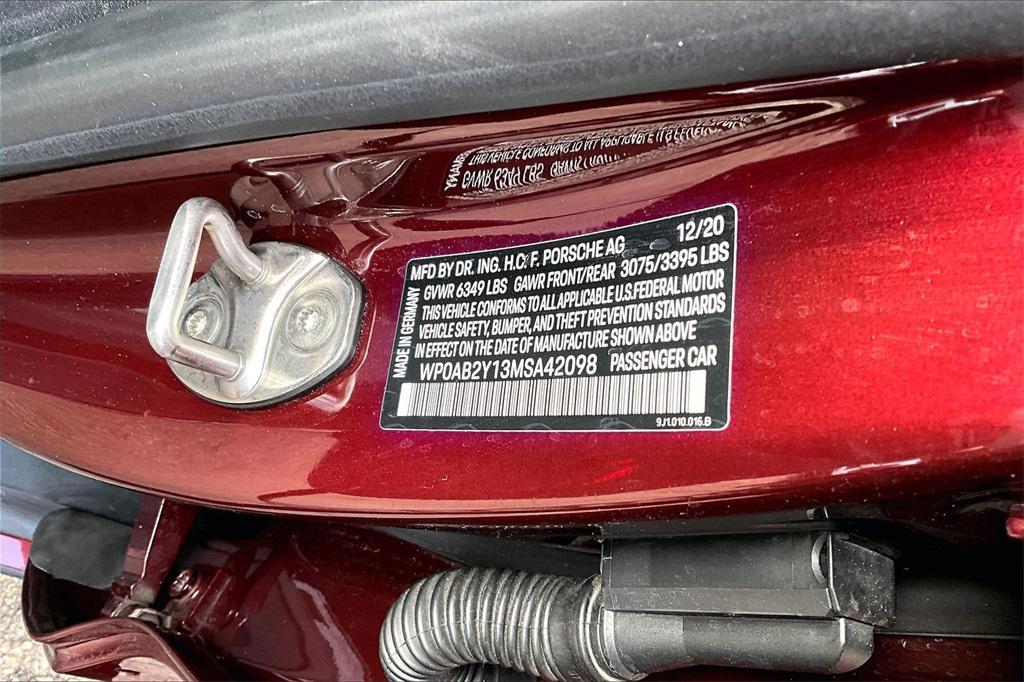 12/20
MFD BY DR. ING. H.C. F. PORSCHE AG
GVWR 6349 LBS GAWR FRONT/REAR 3075/3395 LBS
THIS VEHICLE CONFORMS TO ALL APPLICABLE U.S. FEDERAL MOTOR
VEHICLE SAFETY, BUMPER, AND THEFT PREVENTION STANDARDS
IN EFFECT ON THE DATE OF MANUFACTURE SHOWN ABOVE
WP0AB2Y13MSA42098 PASSENGER CAR
MADE IN GERMANY
9J1.010.016.B